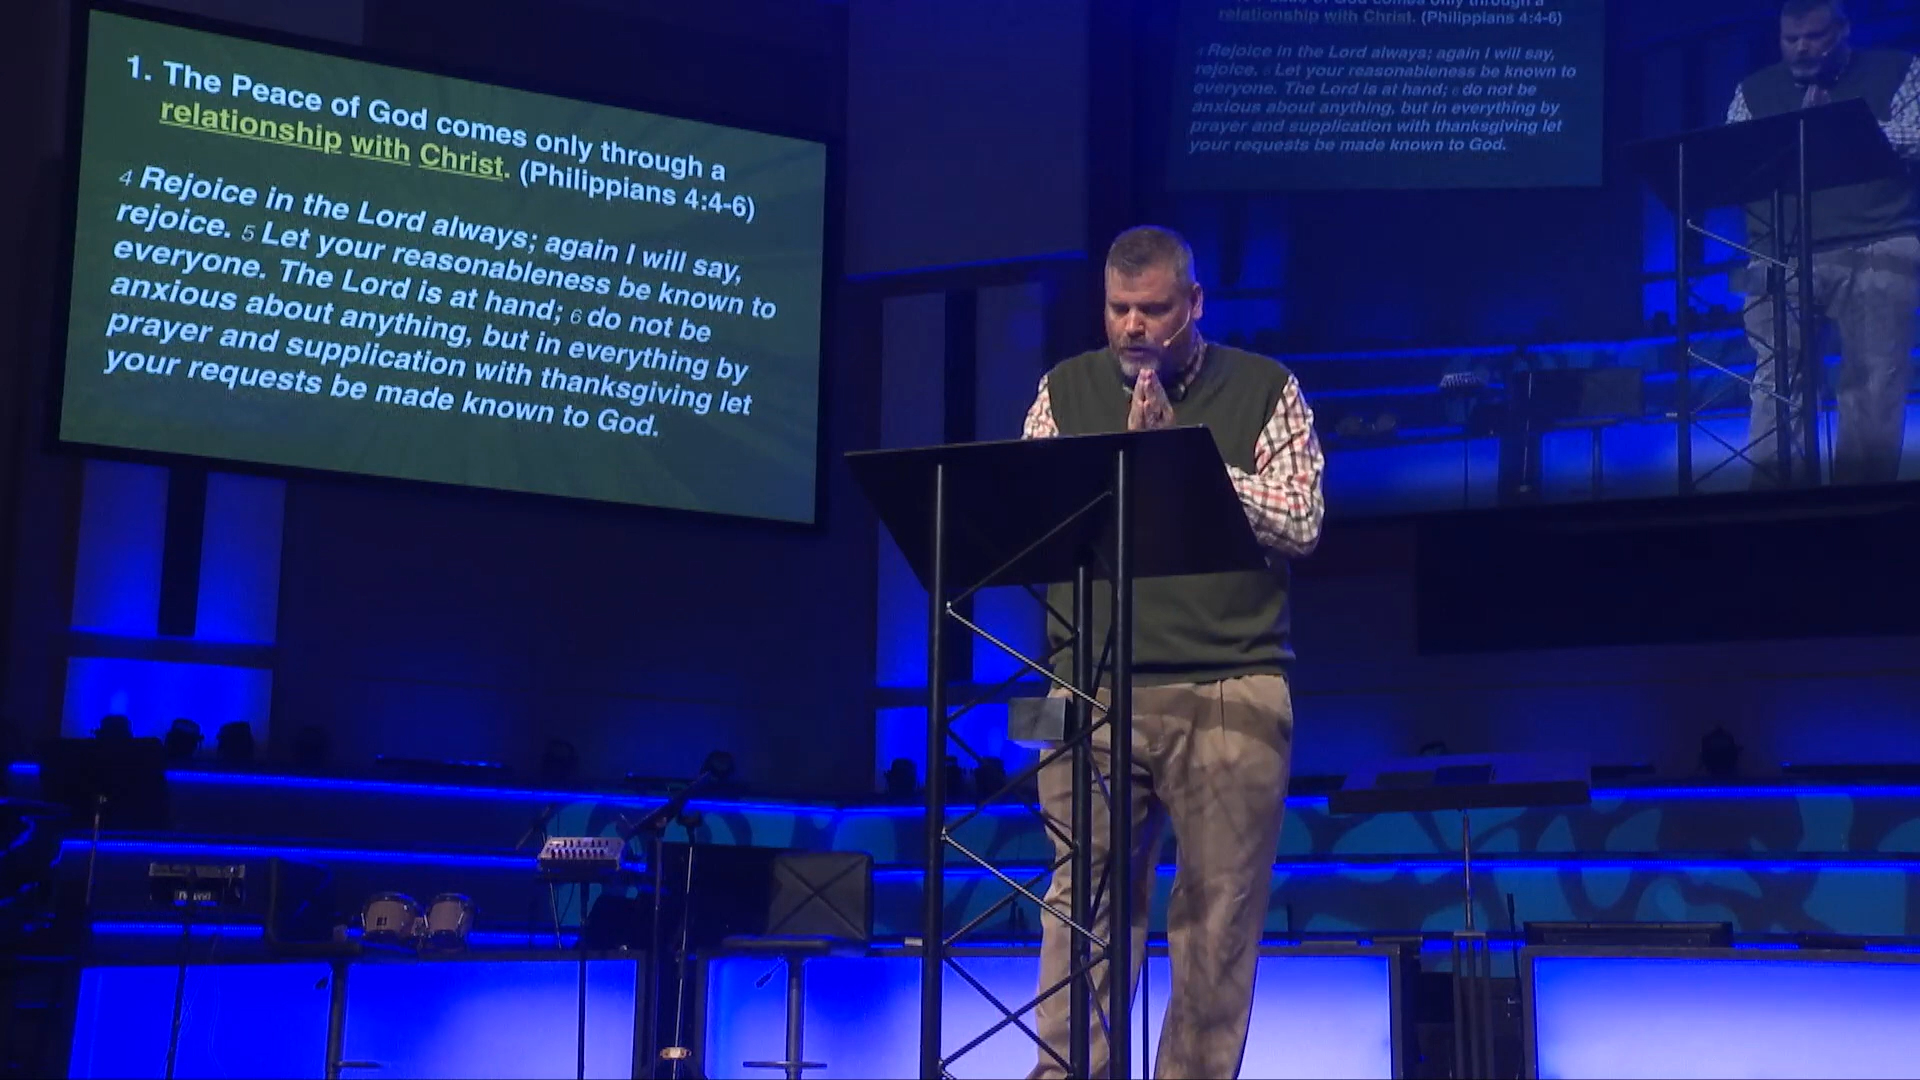 1. The Peace of God comes only through a
relationship with Christ. (Philippians 4:4-6)
4 Rejoice in the Lord always; again I will say,
rejoice. 5 Let your reasonableness be known to
everyone. The Lord is at hand; 6 do not be
anxious about anything, but in everything by
prayer and supplication with thanksgiving let
your requests be made known to God.
relationship with Christ. (Philippians 4:4-6)
4 Rejoice in the Lord always; again I will say,
rejoice. 5 Let your reasonableness be known to
everyone. The Lord is at hand; 6 do not be
anxious about anything, but in everything by
prayer and supplication with thanksgiving let
your requests be made known to God.